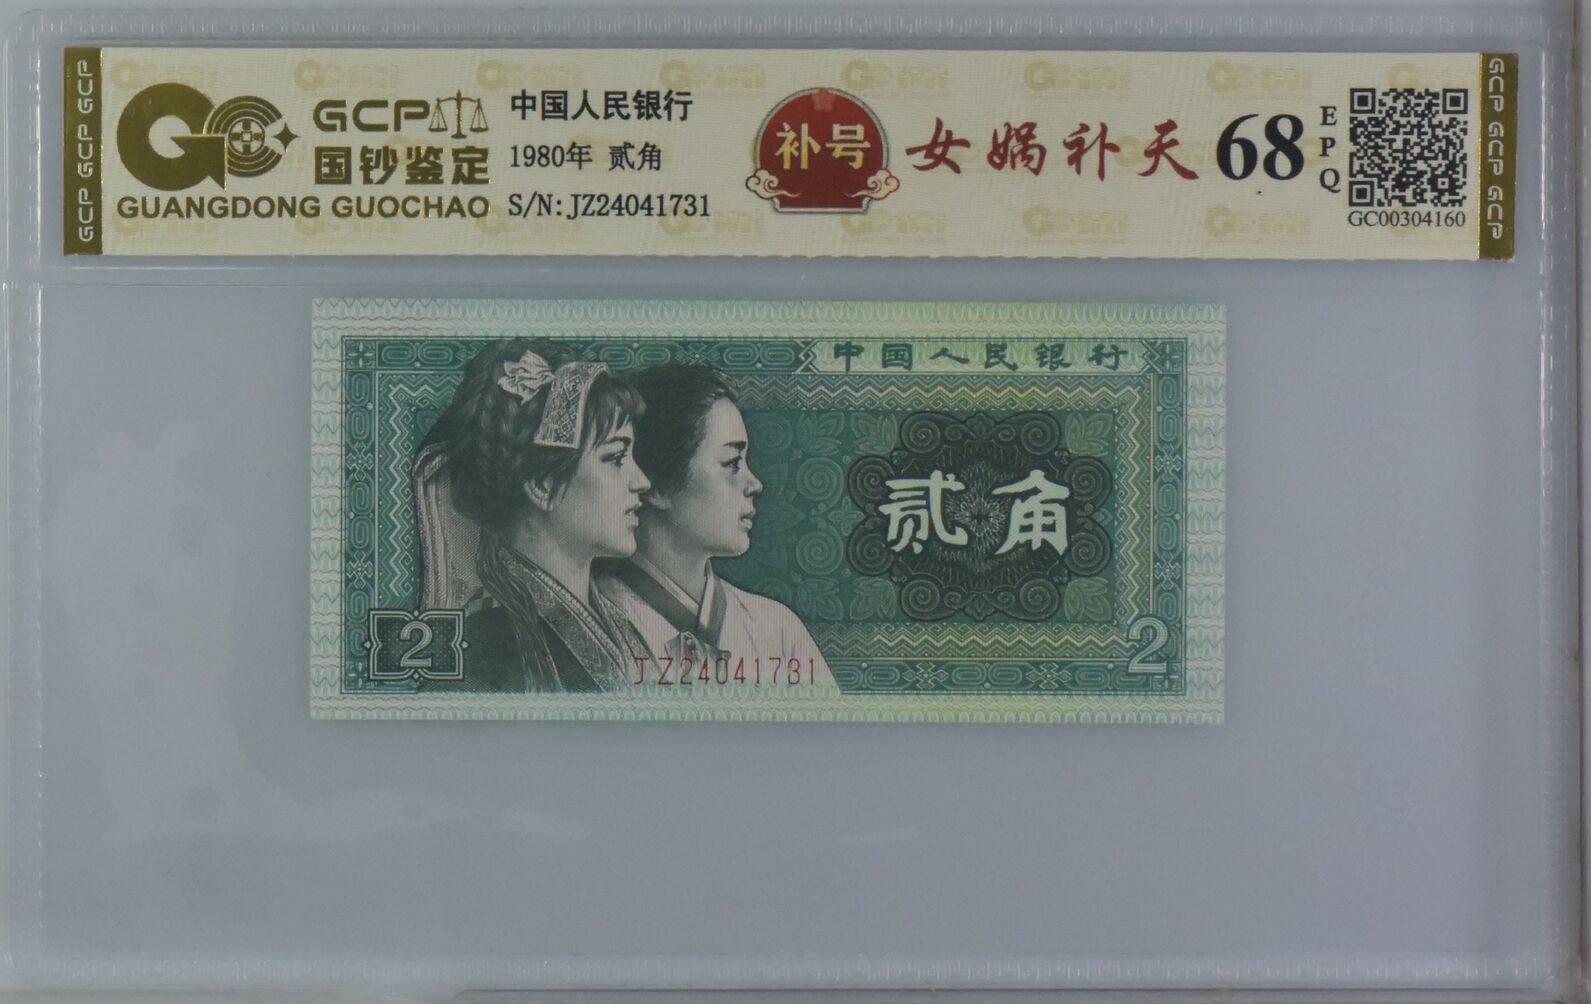 GCP GCP GCP
GCP
国钞鉴定
GUANGDONG GUOCHAO
中国人民银行
1980年 贰角
S/N:JZ24041731
补号
女娲补天
68
EPQ
GC00304160
GCP GCP GCP
中国人民银行
贰角
2
2
JZ24041731